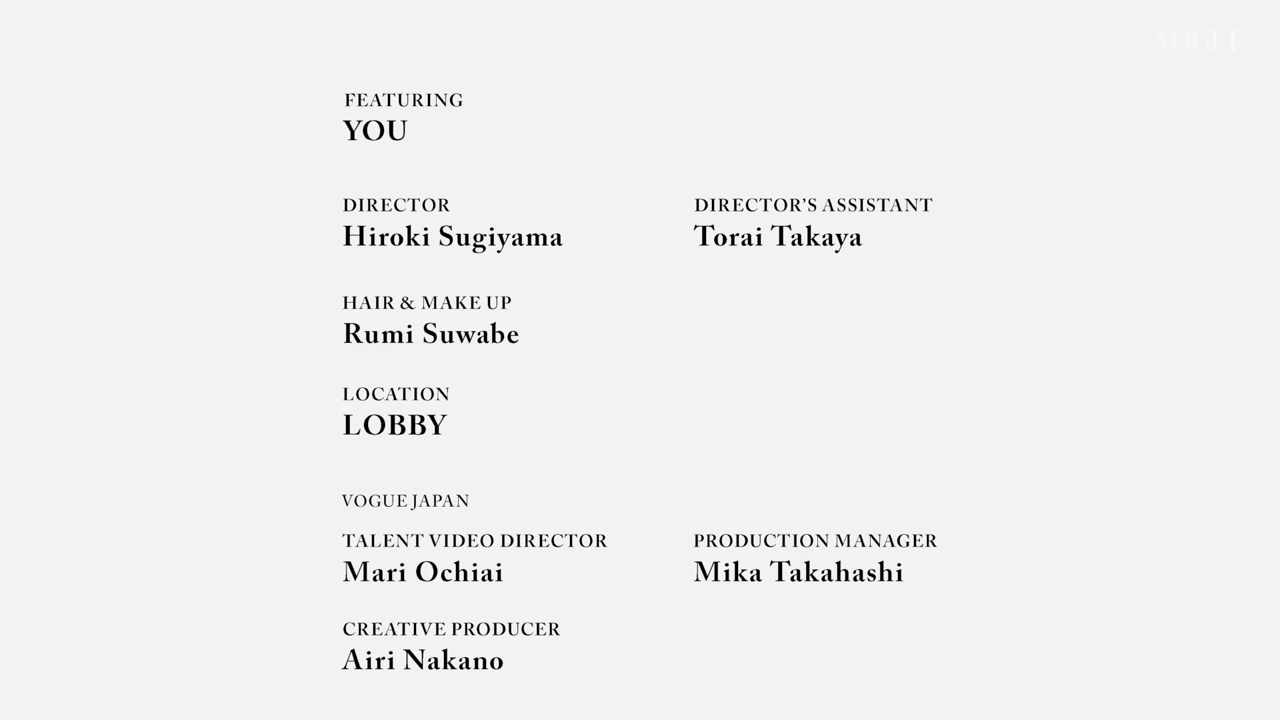 VOGUE
FEATURING
YOU
DIRECTOR
Hiroki Sugiyama
DIRECTOR’S ASSISTANT
Torai Takaya
HAIR & MAKE UP
Rumi Suwabe
LOCATION
LOBBY
VOGUE JAPAN
TALENT VIDEO DIRECTOR
Mari Ochiai
PRODUCTION MANAGER
Mika Takahashi
CREATIVE PRODUCER
Airi Nakano